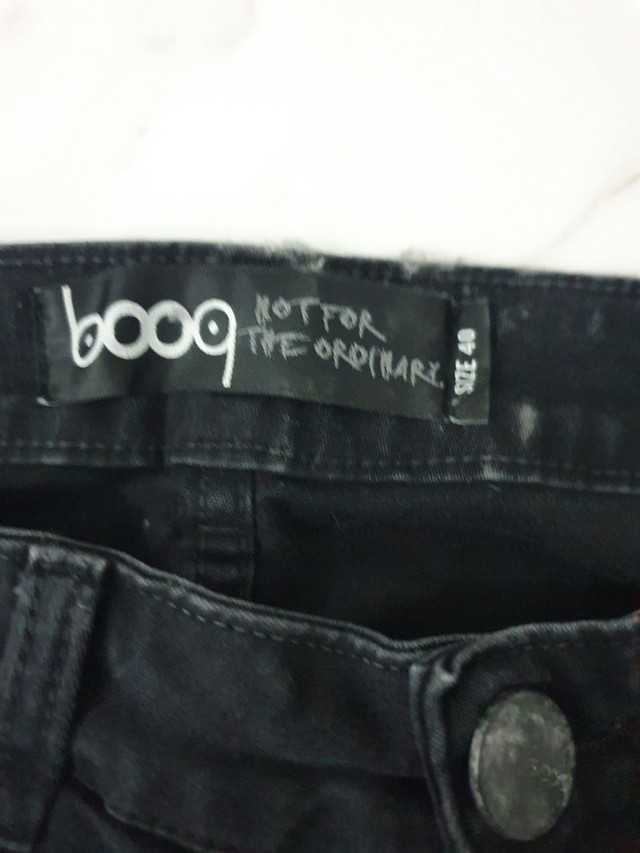 booq
NOT FOR
THE ORDINARY
SIZE 40